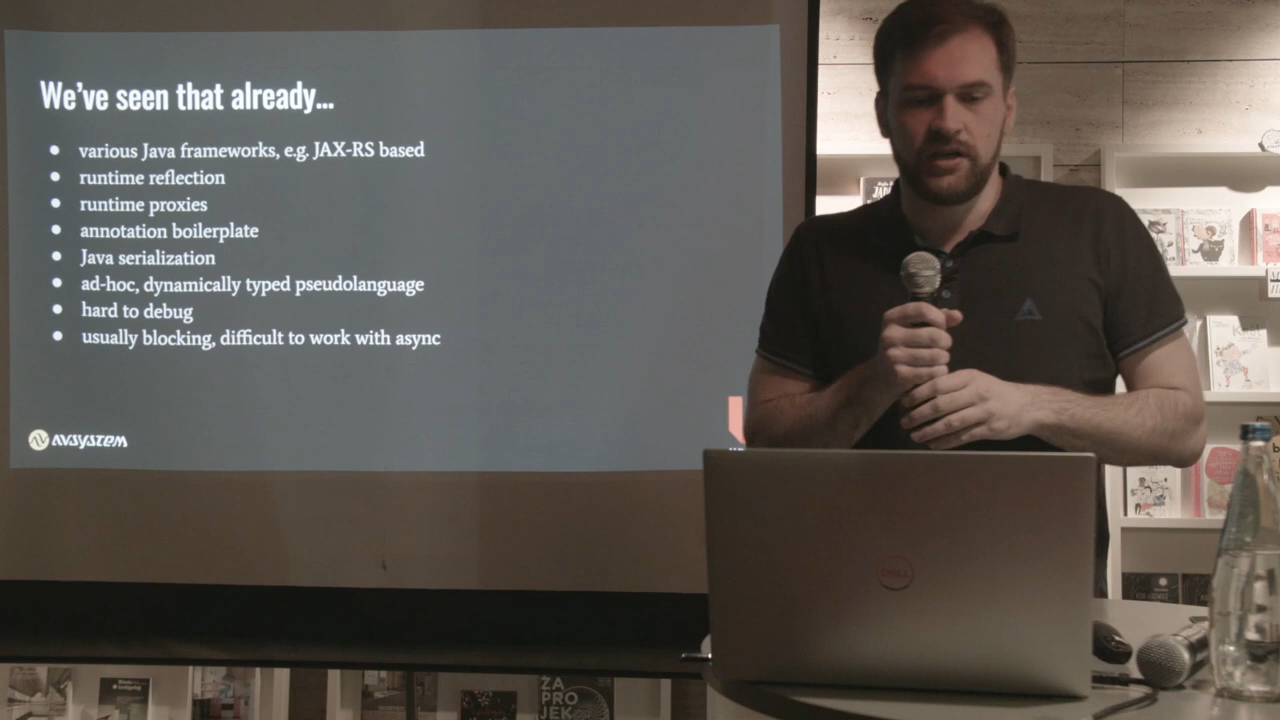 We've seen that already...
● various Java frameworks, e.g. JAX-RS based
● runtime reflection
● runtime proxies
● annotation boilerplate
● Java serialization
● ad-hoc, dynamically typed pseudolanguage
● hard to debug
● usually blocking, difficult to work with async
AVSYSTEM
DELL
ŻA
PRO
JEK